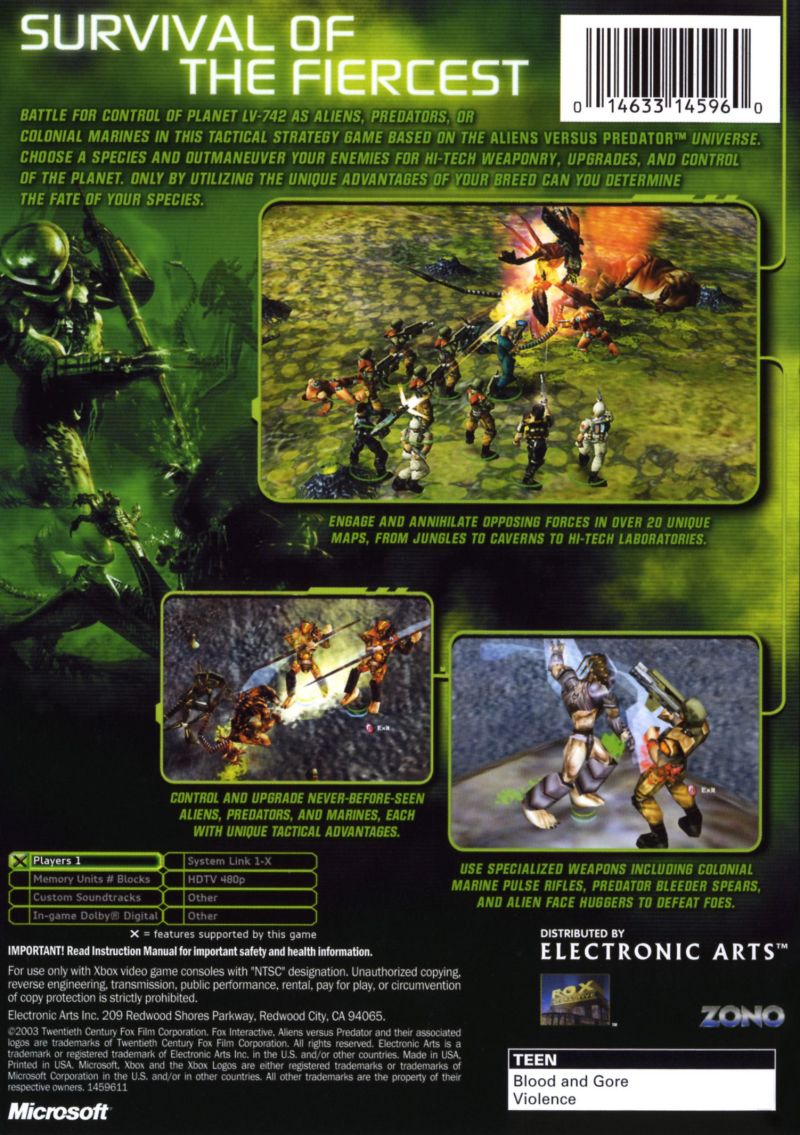 SURVIVAL OF
THE FIERCEST
0 14633 14596 0
BATTLE FOR CONTROL OF PLANET LV-742 AS ALIENS, PREDATORS, OR
COLONIAL MARINES IN THIS TACTICAL STRATEGY GAME BASED ON THE ALIENS VERSUS PREDATOR™ UNIVERSE.
CHOOSE A SPECIES AND OUTMANEUVER YOUR ENEMIES FOR HI-TECH WEAPONRY, UPGRADES, AND CONTROL
OF THE PLANET. ONLY BY UTILIZING THE UNIQUE ADVANTAGES OF YOUR BREED CAN YOU DETERMINE
THE FATE OF YOUR SPECIES.
ENGAGE AND ANNIHILATE OPPOSING FORCES IN OVER 20 UNIQUE
MAPS, FROM JUNGLES TO CAVERNS TO HI-TECH LABORATORIES.
Exit
CONTROL AND UPGRADE NEVER-BEFORE-SEEN
ALIENS, PREDATORS, AND MARINES, EACH
WITH UNIQUE TACTICAL ADVANTAGES.
Exit
USE SPECIALIZED WEAPONS INCLUDING COLONIAL
MARINE PULSE RIFLES, PREDATOR BLEEDER SPEARS,
AND ALIEN FACE HUGGERS TO DEFEAT FOES.
X Players 1
System Link 1-X
Memory Units # Blocks
HDTV 480p
Custom Soundtracks
Other
In-game Dolby® Digital
Other
X = features supported by this game
IMPORTANT! Read Instruction Manual for important safety and health information.
For use only with Xbox video game consoles with "NTSC" designation. Unauthorized copying,
reverse engineering, transmission, public performance, rental, pay for play, or circumvention
of copy protection is strictly prohibited.
Electronic Arts Inc. 209 Redwood Shores Parkway, Redwood City, CA 94065.
©2003 Twentieth Century Fox Film Corporation. Fox Interactive, Aliens versus Predator and their associated
logos are trademarks of Twentieth Century Fox Film Corporation. All rights reserved. Electronic Arts is a
trademark or registered trademark of Electronic Arts Inc. in the U.S. and/or other countries. Made in USA.
Printed in USA. Microsoft, Xbox and the Xbox Logos are either registered trademarks or trademarks of
Microsoft Corporation in the U.S. and/or in other countries. All other trademarks are the property of their
respective owners. 1459611
Microsoft
DISTRIBUTED BY
ELECTRONIC ARTS™
FOX
INTERACTIVE
™
ZONO
TEEN
Blood and Gore
Violence